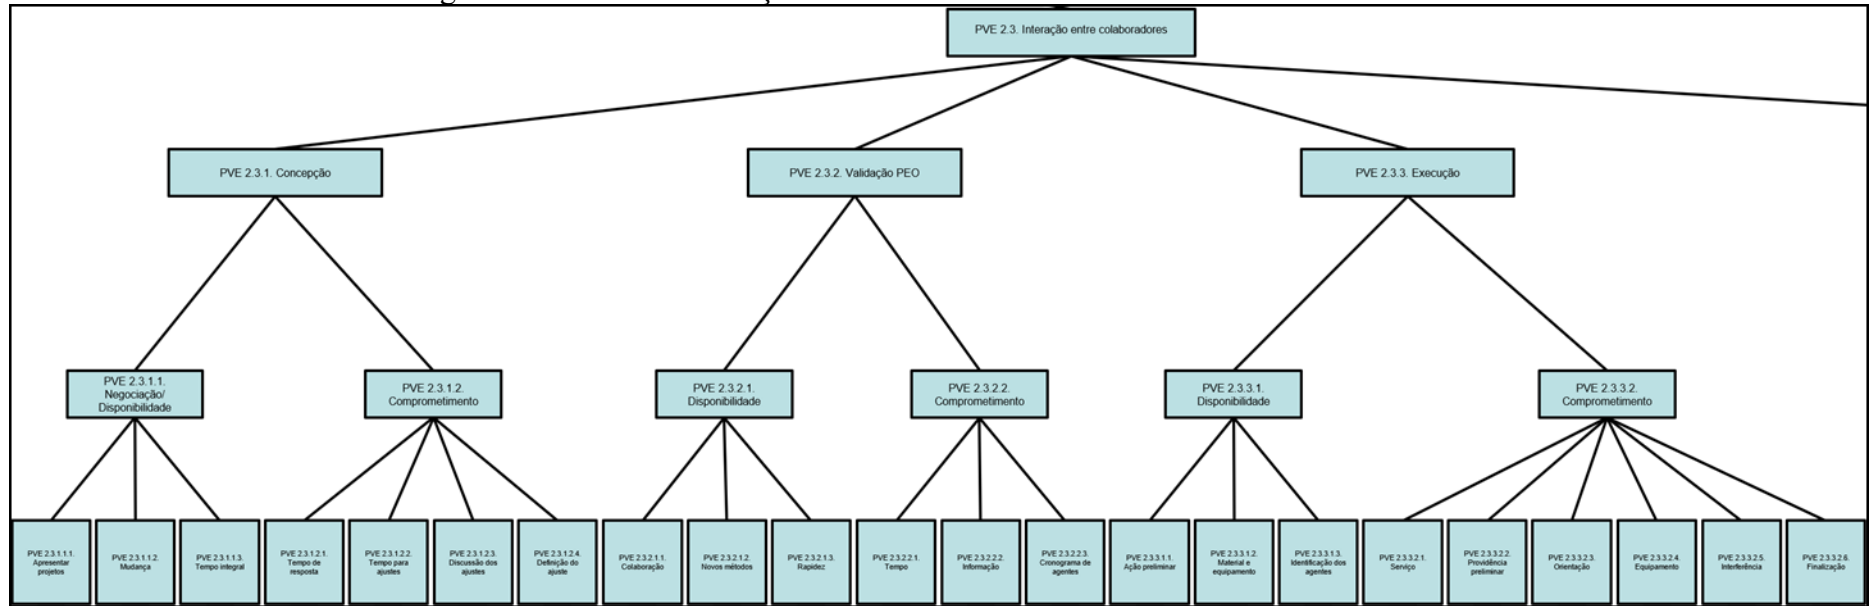 PVE 2.3. Interação entre colaboradores
PVE 2.3.1. Concepção
PVE 2.3.2. Validação PEO
PVE 2.3.3. Execução
PVE 2.3.1.1.
Negociação/
Disponibilidade
PVE 2.3.1.2.
Comprometimento
PVE 2.3.2.1.
Disponibilidade
PVE 2.3.2.2.
Comprometimento
PVE 2.3.3.1.
Disponibilidade
PVE 2.3.3.2.
Comprometimento
PVE 2.3.1.1.1.
Apresentar
projetos
PVE 2.3.1.1.2.
Mudança
PVE 2.3.1.1.3.
Tempo integral
PVE 2.3.1.2.1.
Tempo de
resposta
PVE 2.3.1.2.2.
Tempo para
ajustes
PVE 2.3.1.2.3.
Discussão dos
ajustes
PVE 2.3.1.2.4.
Definição do
ajuste
PVE 2.3.2.1.1.
Colaboração
PVE 2.3.2.1.2.
Novos métodos
PVE 2.3.2.1.3.
Rapidez
PVE 2.3.2.2.1.
Tempo
PVE 2.3.2.2.2.
Informação
PVE 2.3.2.2.3.
Cronograma de
agentes
PVE 2.3.3.1.1.
Ação preliminar
PVE 2.3.3.1.2.
Material e
equipamento
PVE 2.3.3.1.3.
Identificação dos
agentes
PVE 2.3.3.2.1.
Serviço
PVE 2.3.3.2.2.
Providência
preliminar
PVE 2.3.3.2.3.
Orientação
PVE 2.3.3.2.4.
Equipamento
PVE 2.3.3.2.5.
Interferência
PVE 2.3.3.2.6.
Finalização